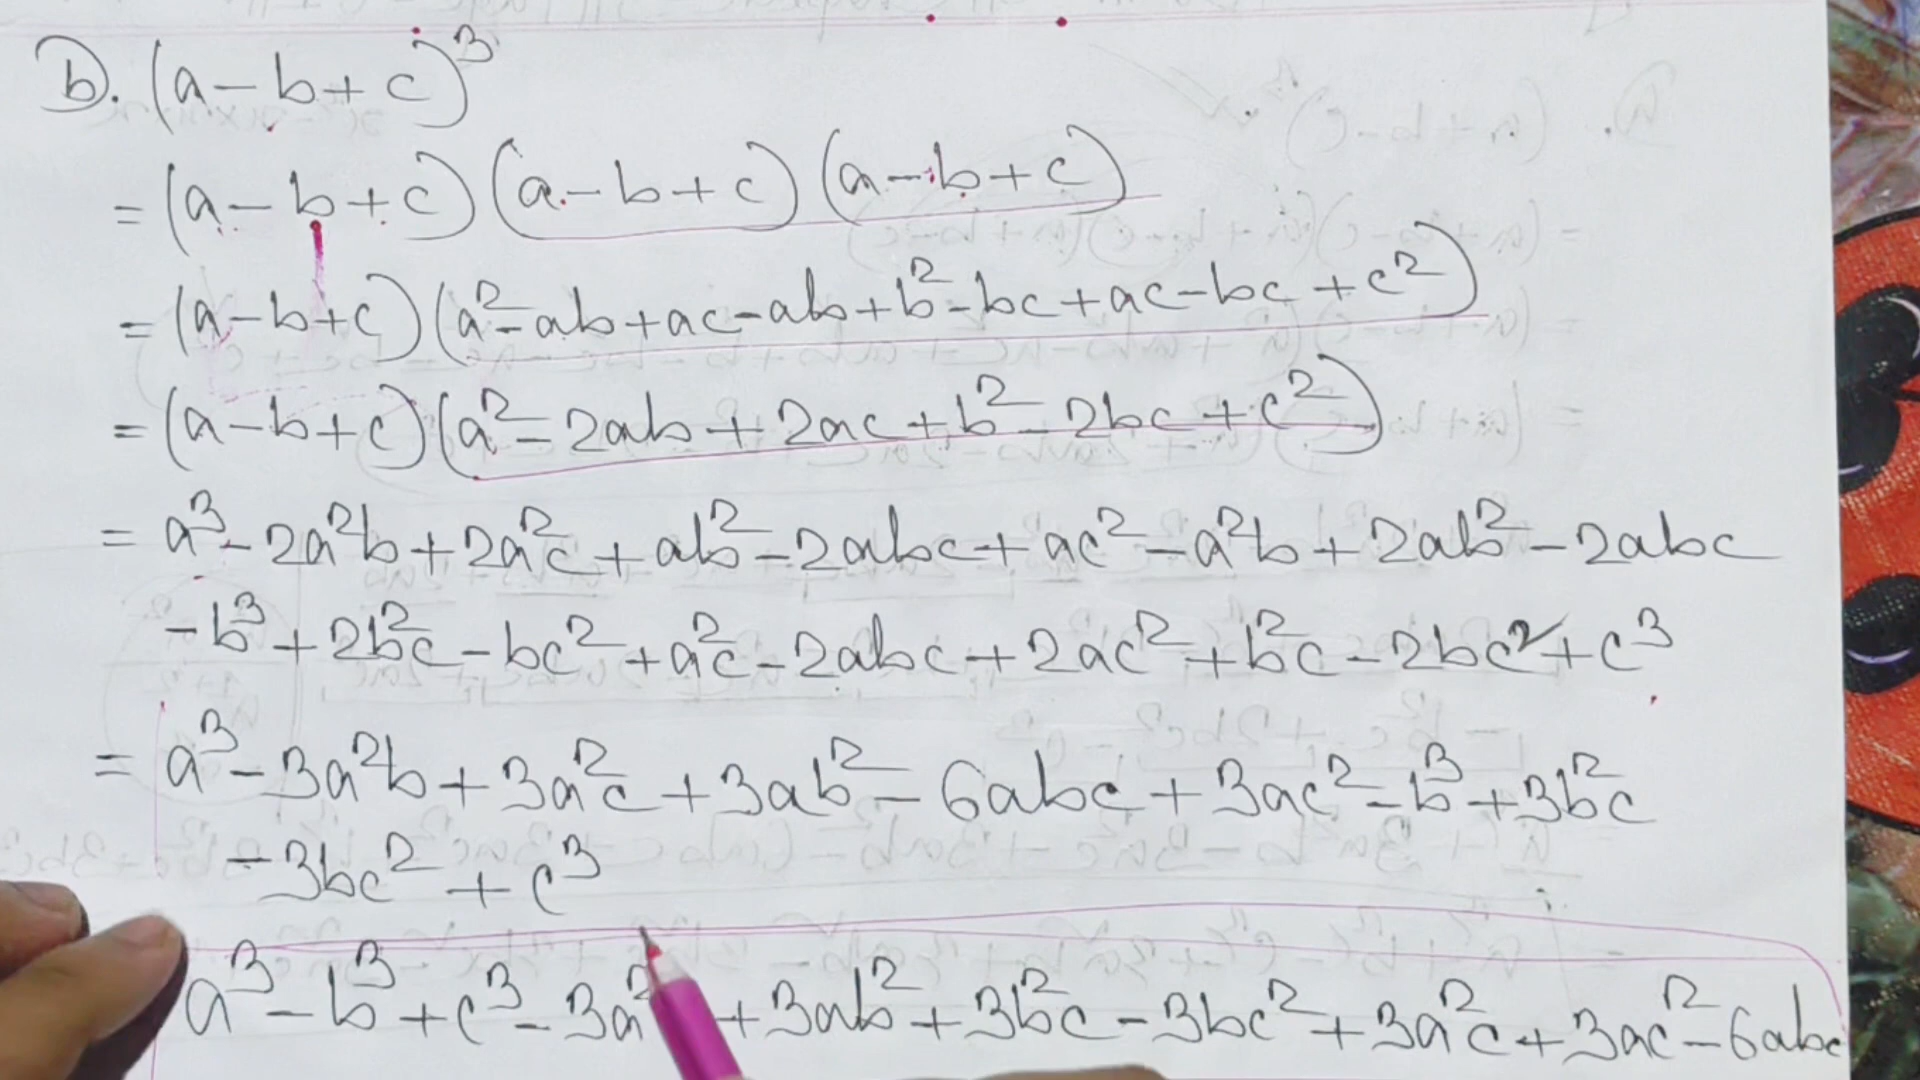 b. (a-b+c)³
= (a-b+c)(a-b+c)(a-b+c)
= (a-b+c)(a²-ab+ac-ab+b²-bc+ac-bc+c²)
= (a-b+c)(a²-2ab+2ac+b²-2bc+c²)
= a³-2a²b+2a²c+ab²-2abc+ac²-a²b+2ab²-2abc
-b³+2b²c-bc²+a²c-2abc+2ac²+b²c-2bc²+c³
= a³-3a²b+3a²c+3ab²-6abc+3ac²-b³+3b²c
-3bc²+c³
a³-b³+c³-3a² +3ab²+3b²c-3bc²+3a²c+3ac²-6abc